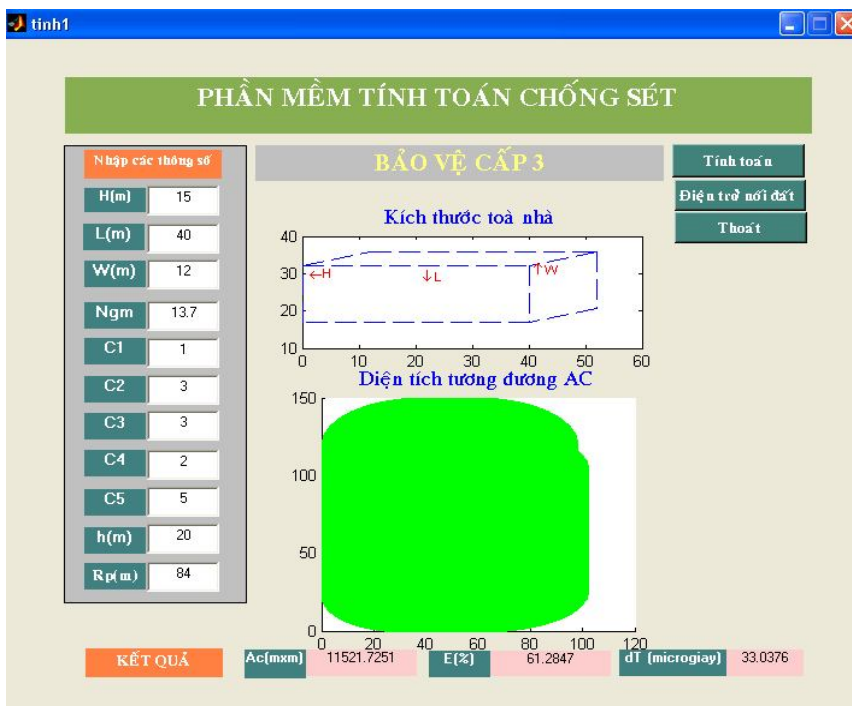 tinh1
PHẦN MỀM TÍNH TOÁN CHỐNG SÉT
Nhập các thông số
H(m) 15
L(m) 40
W(m) 12
Ngm 13.7
C1 1
C2 3
C3 3
C4 2
C5 5
h(m) 20
Rp(m) 84
BẢO VỆ CẤP 3
Kích thước toà nhà
40
30
20
10
←H
↓L
↑W
0 10 20 30 40 50 60
Diện tích tương đương AC
150
100
50
0
0 20 40 60 80 100 120
Tính toán
Điện trở nối đất
Thoát
KẾT QUẢ
Ac(mxm) 11521.7251 E(%) 61.2847 dT (microgiay) 33.0376